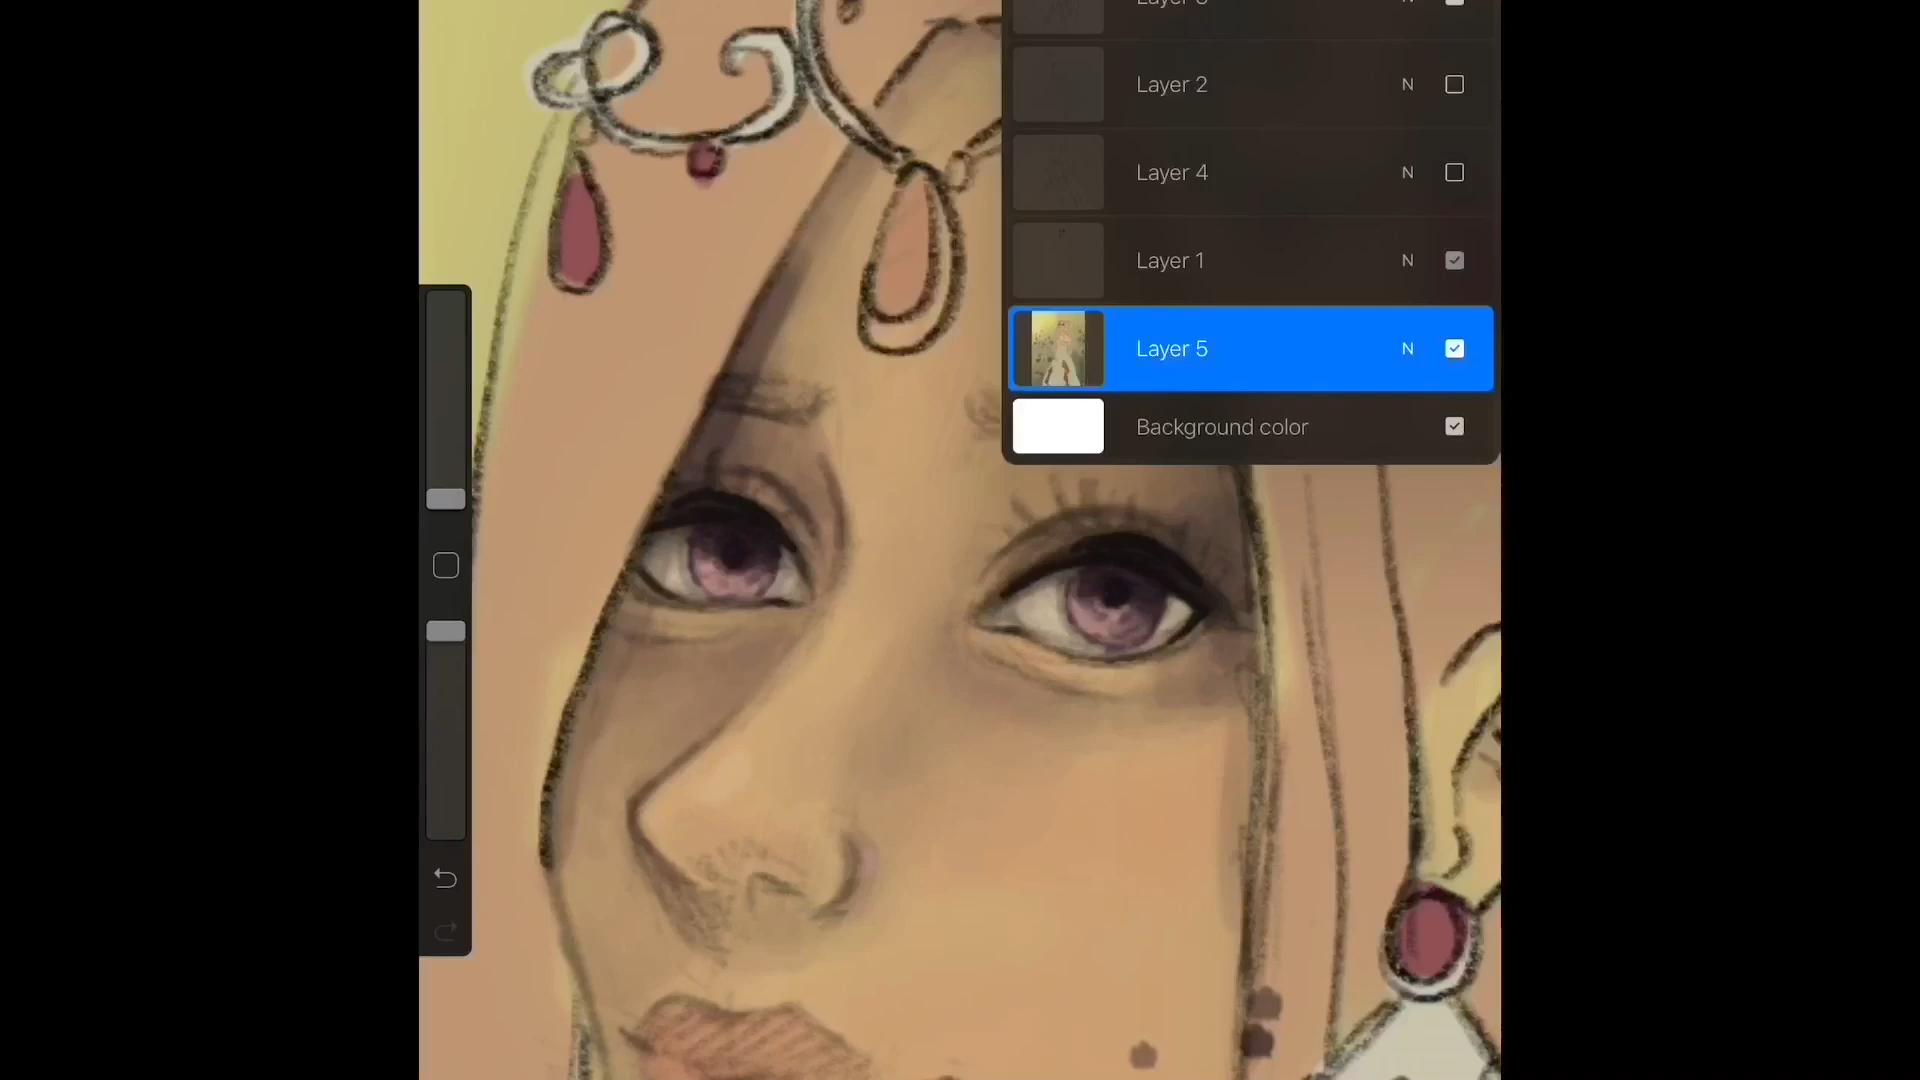 Layer 2 N
Layer 4 N
Layer 1 N
Layer 5 N
Background color